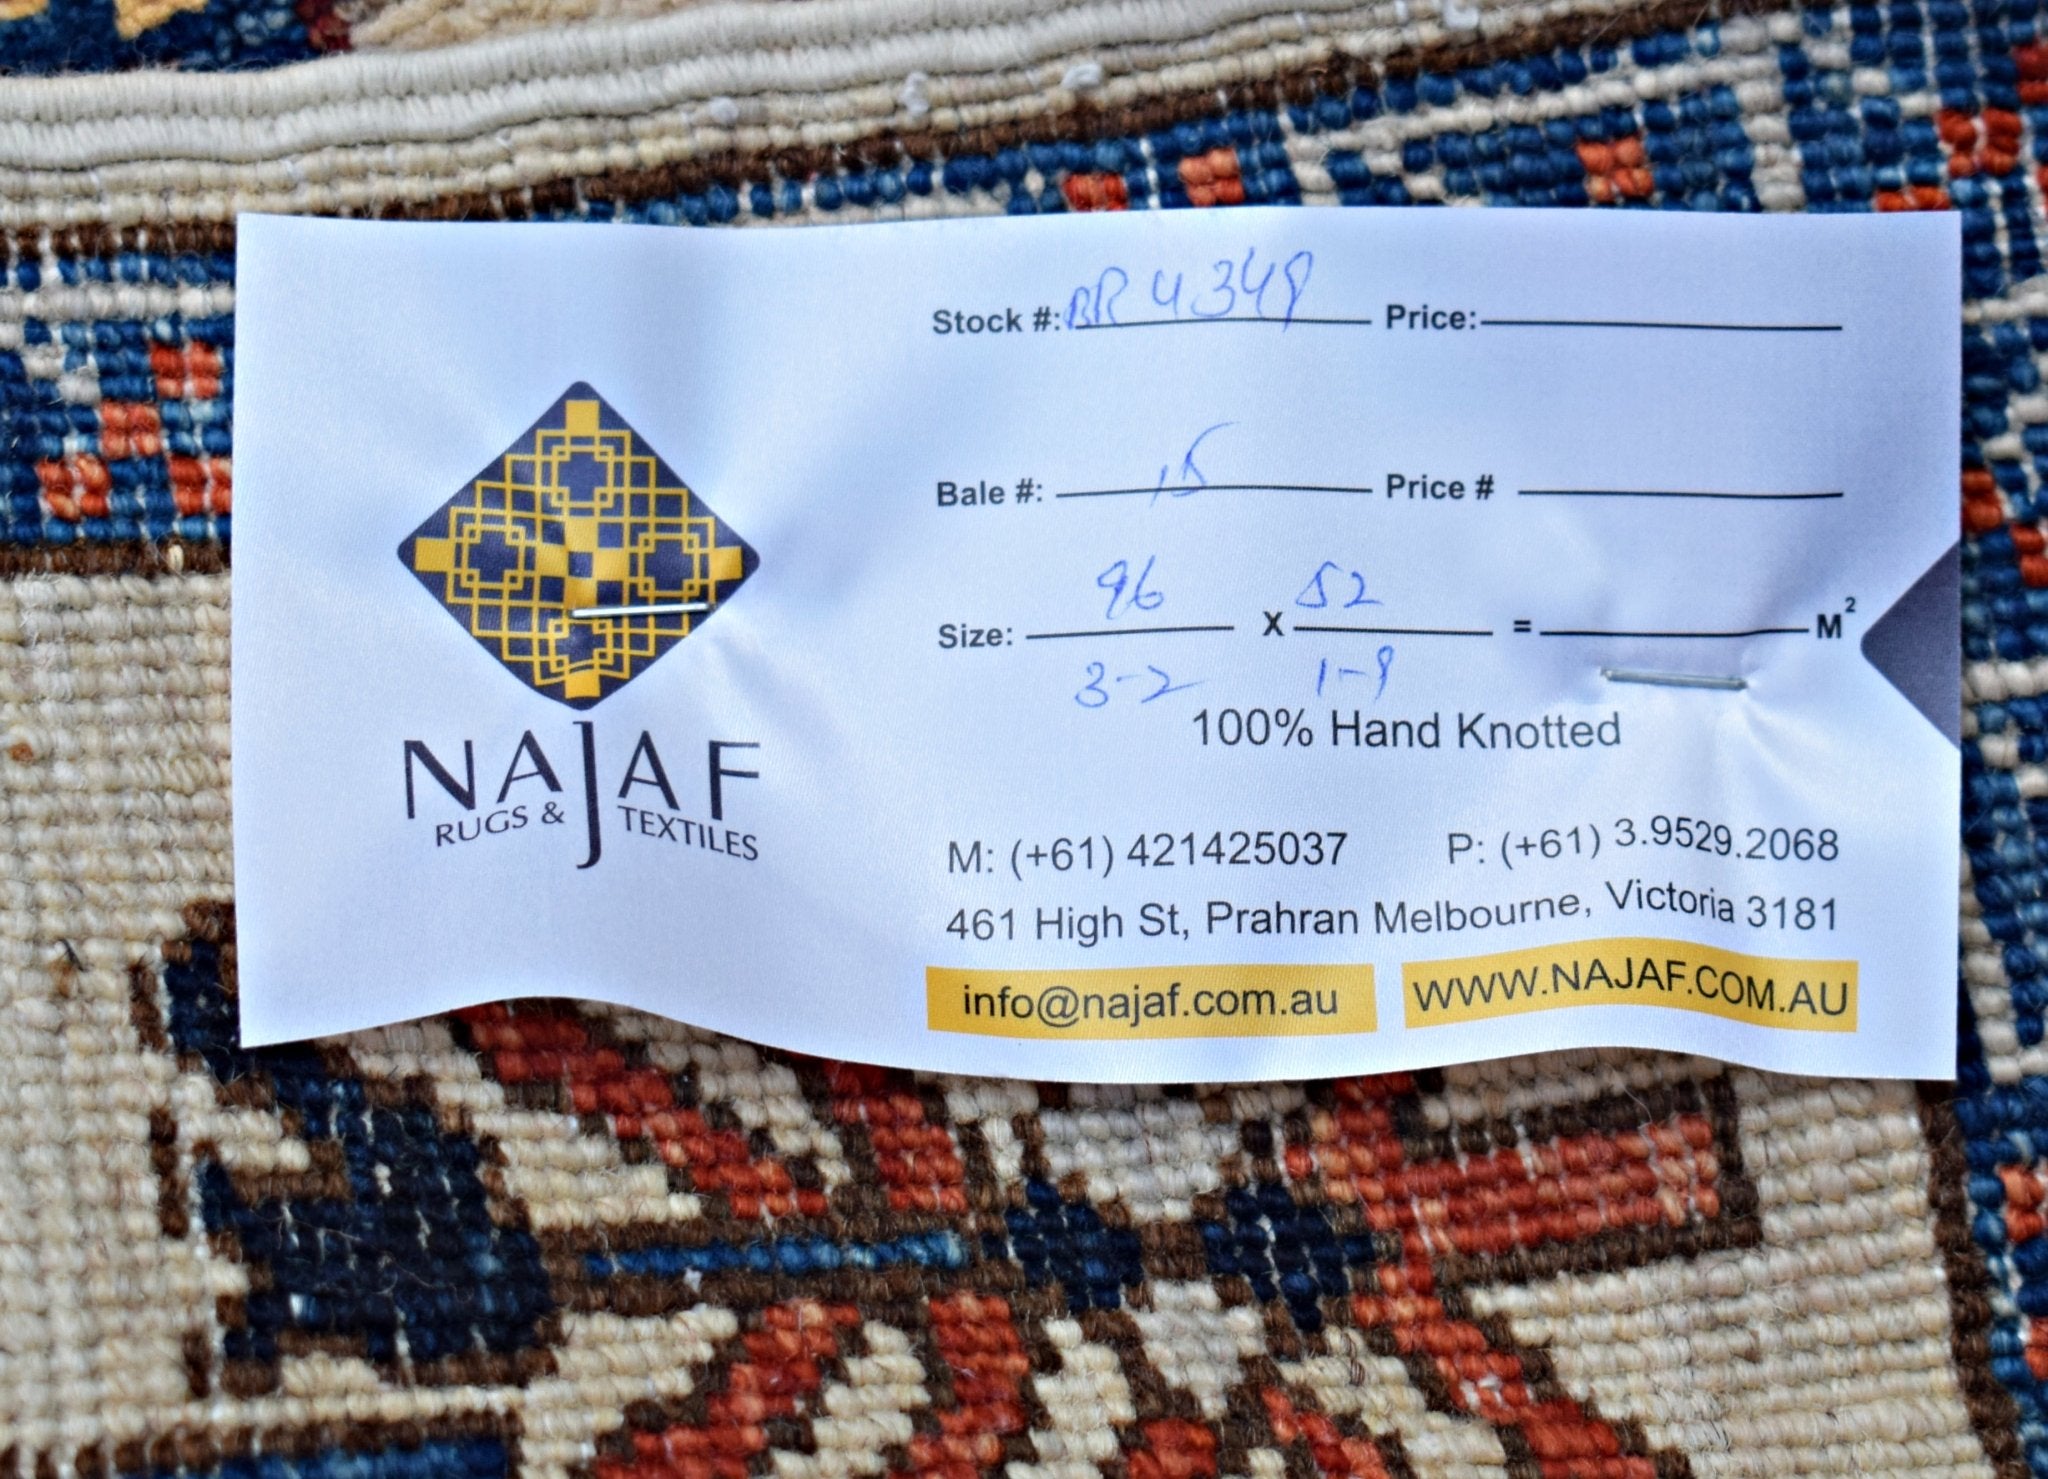 Stock #: BR 4349 Price:
Bale #: 15 Price #
Size: 96 X 52 = M²
3-2 1-9
100% Hand Knotted
NAJAF
RUGS & TEXTILES
M: (+61) 421425037 P: (+61) 3.9529.2068
461 High St, Prahran Melbourne, Victoria 3181
info@najaf.com.au WWW.NAJAF.COM.AU